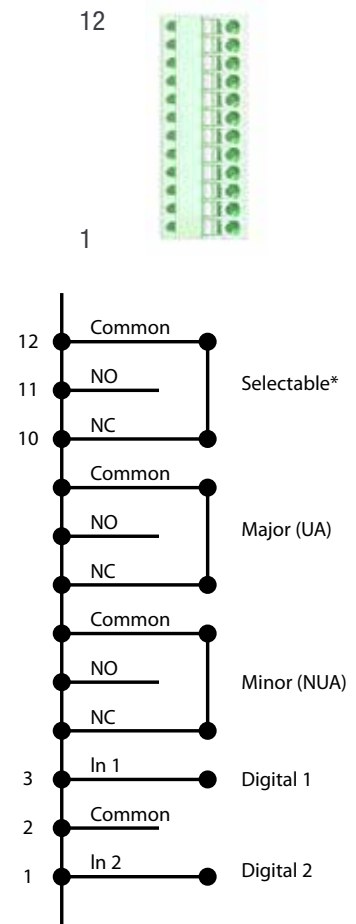 12
1
12 Common
11 NO Selectable*
10 NC
Common
NO Major (UA)
NC
Common
NO Minor (NUA)
NC
3 In 1 Digital 1
2 Common
1 In 2 Digital 2